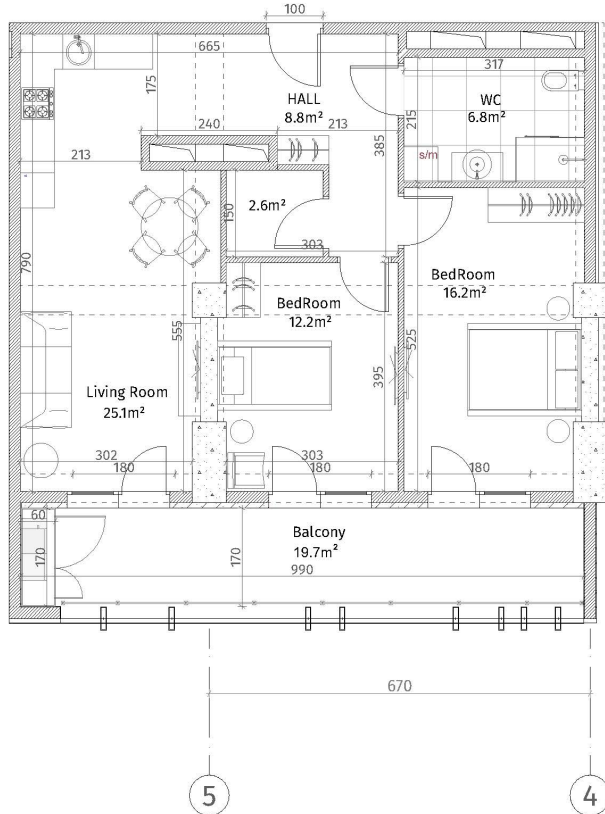 100
665
317
175
HALL
8.8m²
WC
6.8m²
215
240
213
385
s/m
213
150
2.6m²
303
790
BedRoom
16.2m²
BedRoom
12.2m²
555
525
395
Living Room
25.1m²
302
303
180
180
180
60
Balcony
19.7m²
170
170
990
670
5
4